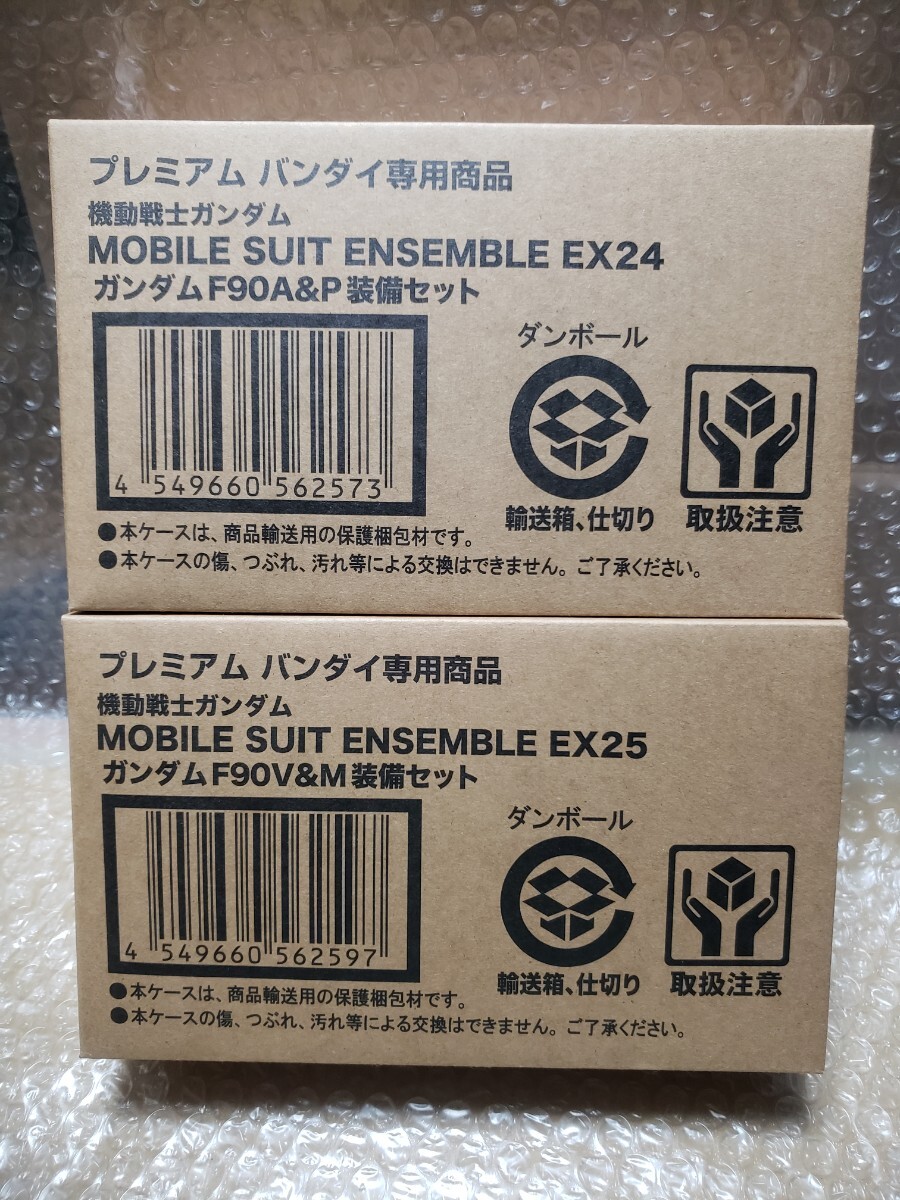 プレミアム バンダイ専用商品
機動戦士ガンダム
MOBILE SUIT ENSEMBLE EX24
ガンダムF90A&P装備セット
4 549660 562573
ダンボール
輸送箱、仕切り
取扱注意
●本ケースは、商品輸送用の保護梱包材です。
●本ケースの傷、つぶれ、汚れ等による交換はできません。ご了承ください。
プレミアム バンダイ専用商品
機動戦士ガンダム
MOBILE SUIT ENSEMBLE EX25
ガンダムF90V&M装備セット
4 549660 562597
ダンボール
輸送箱、仕切り
取扱注意
●本ケースは、商品輸送用の保護梱包材です。
●本ケースの傷、つぶれ、汚れ等による交換はできません。ご了承ください。